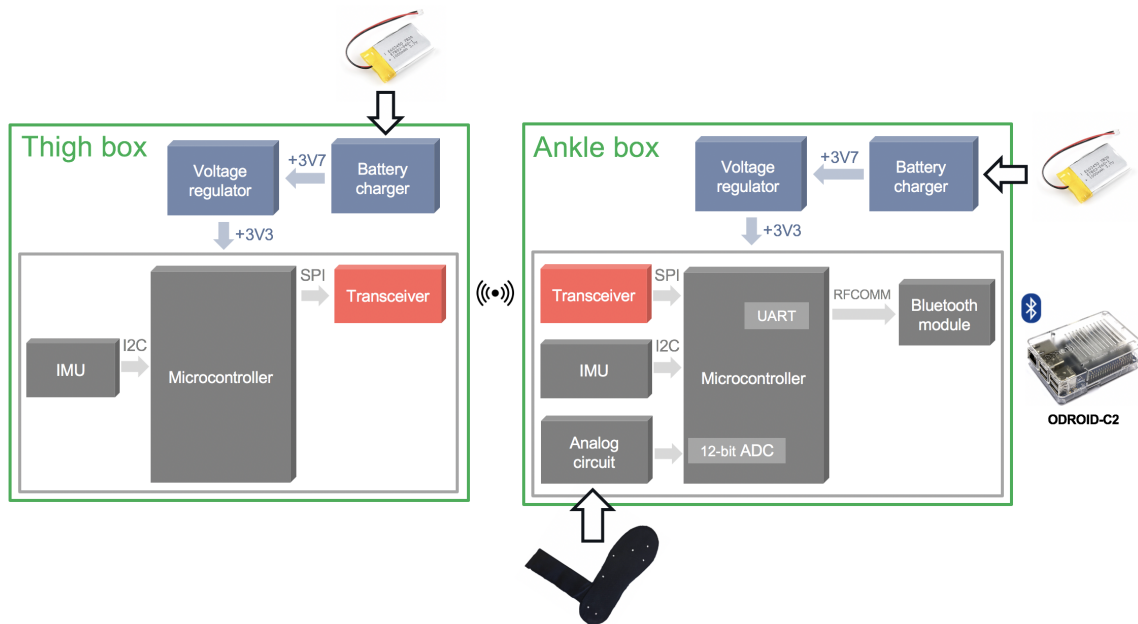 Thigh box
Voltage
regulator
+3V7
Battery
charger
+3V3
IMU
I2C
Microcontroller
SPI
Transceiver
Ankle box
Voltage
regulator
+3V7
Battery
charger
+3V3
Transceiver
SPI
IMU
I2C
Analog
circuit
UART
Microcontroller
12-bit ADC
RFCOMM
Bluetooth
module
ODROID-C2